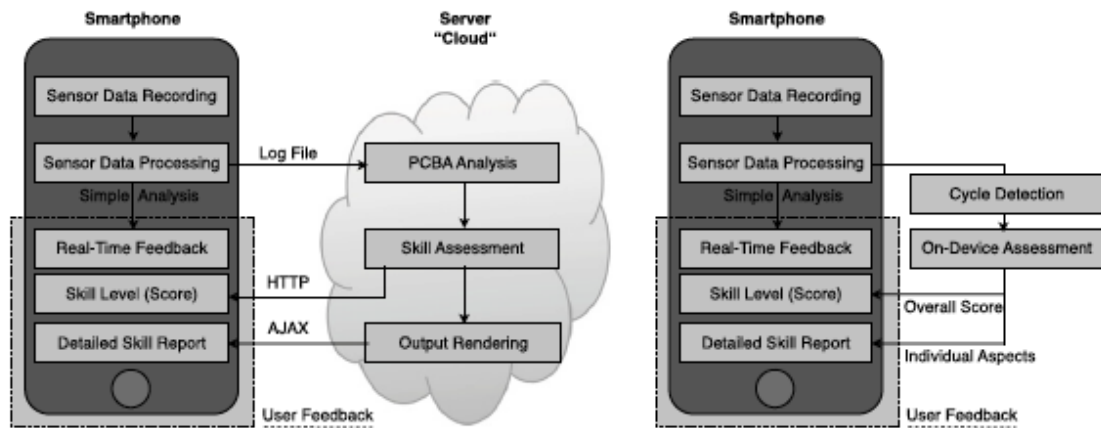 Smartphone
Server
"Cloud"
Sensor Data Recording
Sensor Data Processing
Log File
PCBA Analysis
Simple Analysis
Real-Time Feedback
Skill Assessment
HTTP
Skill Level (Score)
AJAX
Detailed Skill Report
Output Rendering
User Feedback
Smartphone
Sensor Data Recording
Sensor Data Processing
Simple Analysis
Cycle Detection
Real-Time Feedback
On-Device Assessment
Skill Level (Score)
Overall Score
Detailed Skill Report
Individual Aspects
User Feedback